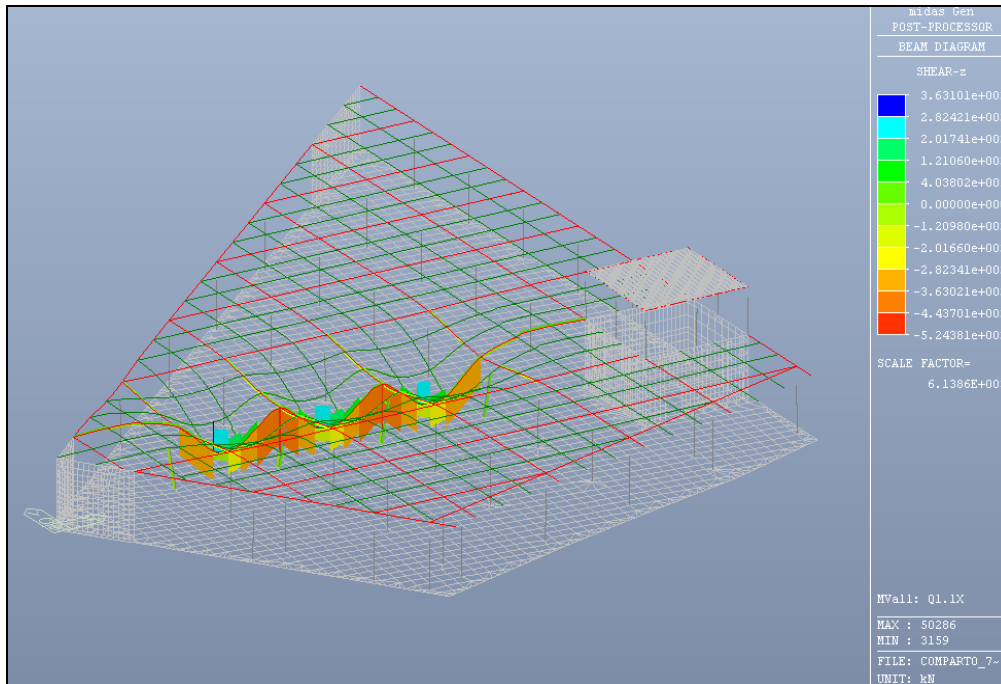 midas Gen
POST-PROCESSOR
BEAM DIAGRAM
SHEAR-z
3.63101e+00
2.82421e+00
2.01741e+00
1.21060e+00
4.03802e+00
0.00000e+00
-1.20980e+00
-2.01660e+00
-2.82341e+00
-3.63021e+00
-4.43701e+00
-5.24381e+00
SCALE FACTOR=
6.1386E+00
MVall: Q1.1X
MAX : 50286
MIN : 3159
FILE: COMPARTO_7~
UNIT: kN